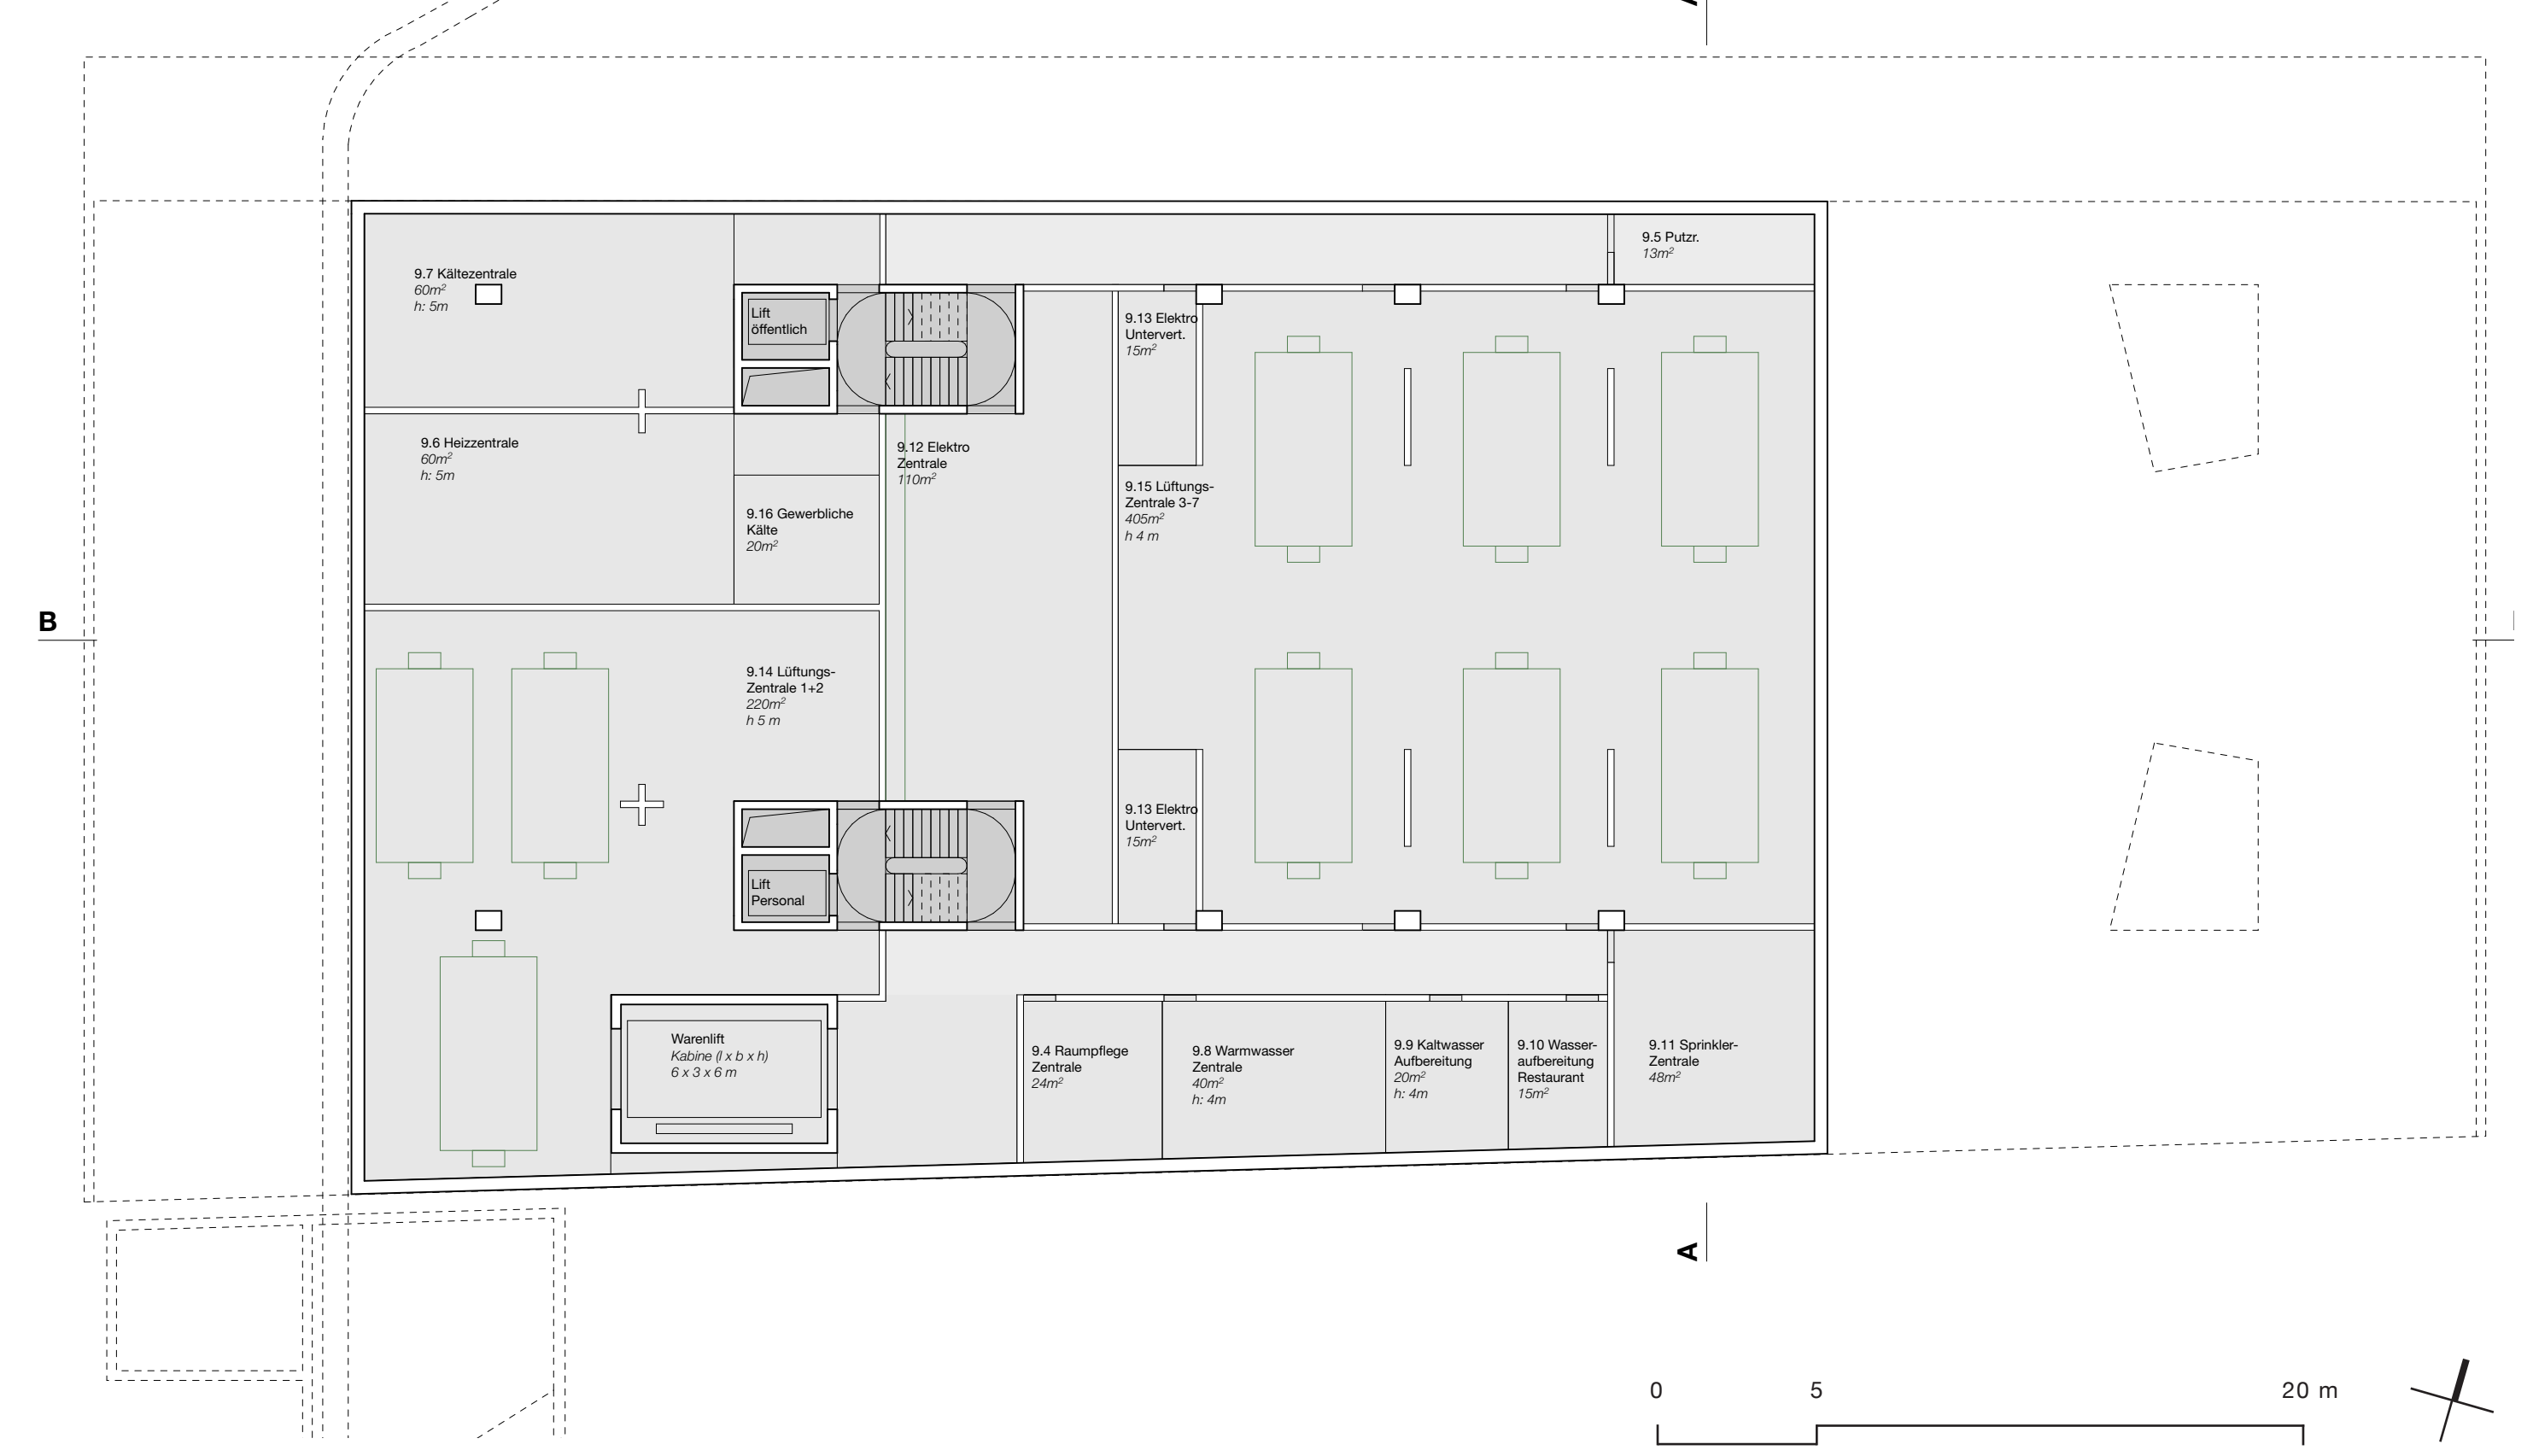 9.5 Putzr.
13m²
9.7 Kältezentrale
60m²
h: 5m
Lift
öffentlich
9.13 Elektro
Untervert.
15m²
9.6 Heizzentrale
60m²
h: 5m
9.12 Elektro
Zentrale
110m²
9.15 Lüftungs-
Zentrale 3-7
405m²
h 4 m
9.16 Gewerbliche
Kälte
20m²
B
9.14 Lüftungs-
Zentrale 1+2
220m²
h 5 m
9.13 Elektro
Untervert.
15m²
Lift
Personal
Warenlift
Kabine (l x b x h)
6 x 3 x 6 m
9.4 Raumpflege
Zentrale
24m²
9.8 Warmwasser
Zentrale
40m²
h: 4m
9.9 Kaltwasser
Aufbereitung
20m²
h: 4m
9.10 Wasser-
aufbereitung
Restaurant
15m²
9.11 Sprinkler-
Zentrale
48m²
A
0 5 20 m